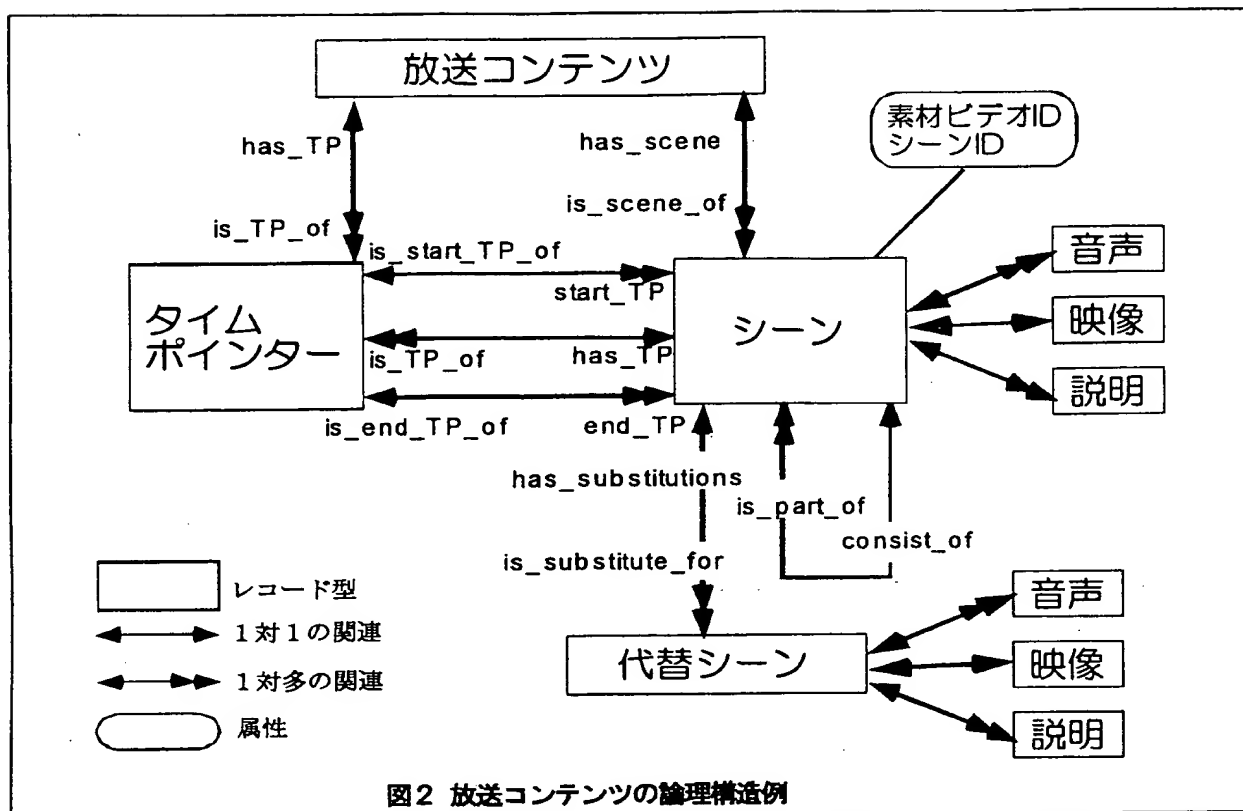 放送コンテンツ
素材ビデオID
シーンID
has_TP
has_scene
is_TP_of
is_scene_of
is_start_TP_of
start_TP
タイム
ポインター
シーン
音声
映像
説明
is_TP_of
has_TP
is_end_TP_of
end_TP
has_substitutions
is_part_of
consist_of
is_substitute_for
代替シーン
音声
映像
説明
レコード型
1対1の関連
1対多の関連
属性
図2 放送コンテンツの論理構造例